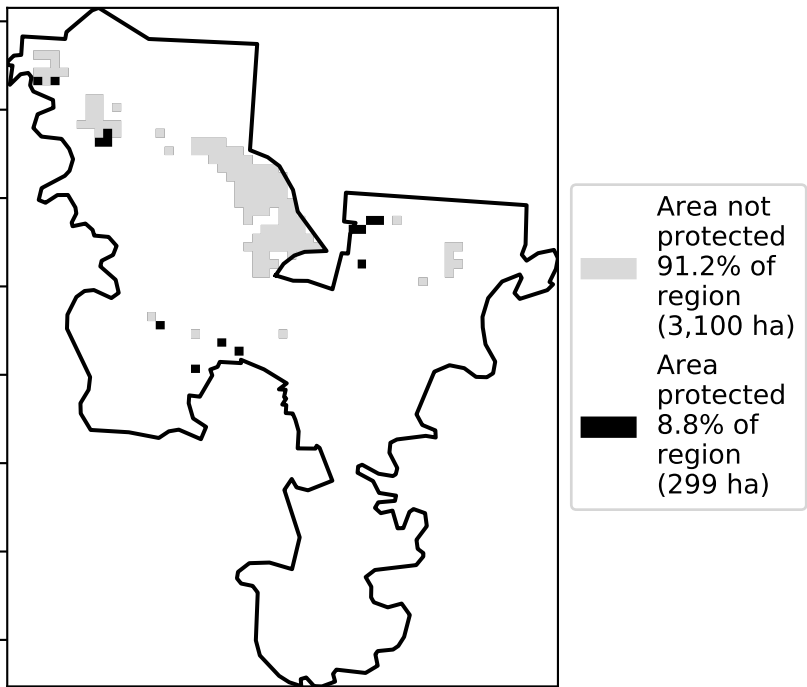 Area not
protected
91.2% of
region
(3,100 ha)
Area
protected
8.8% of
region
(299 ha)